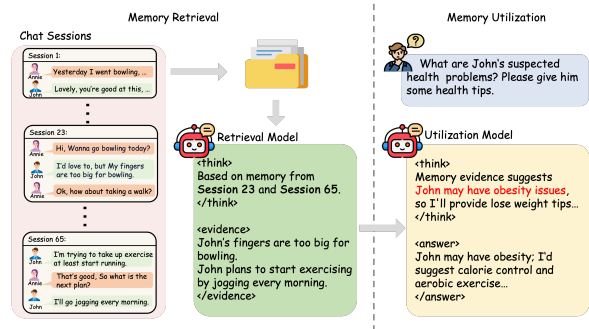 Memory Retrieval
Memory Utilization
Chat Sessions
Session 1:
Yesterday I went bowling, ...
Annie
Lovely, you're good at this, ...
John
Session 23:
Hi, Wanna go bowling today?
Annie
I'd love to, but My fingers
are too big for bowling.
John
Ok, how about taking a walk?
Annie
Session 65:
I'm trying to take up exercise
at least start running.
John
That's good, So what is the
next plan?
Annie
I'll go jogging every morning.
John
Retrieval Model
<think>
Based on memory from
Session 23 and Session 65.
</think>
<evidence>
John's fingers are too big for
bowling.
John plans to start exercising
by jogging every morning.
</evidence>
?
What are John's suspected
health problems? Please give him
some health tips.
Utilization Model
<think>
Memory evidence suggests
John may have obesity issues,
so I'll provide lose weight tips...
</think>
<answer>
John may have obesity; I'd
suggest calorie control and
aerobic exercise...
</answer>